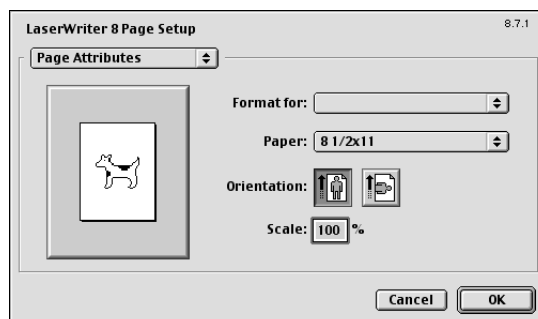 LaserWriter 8 Page Setup 8.7.1
Page Attributes
Format for:
Paper: 8 1/2x11
Orientation:
Scale: 100 %
Cancel OK